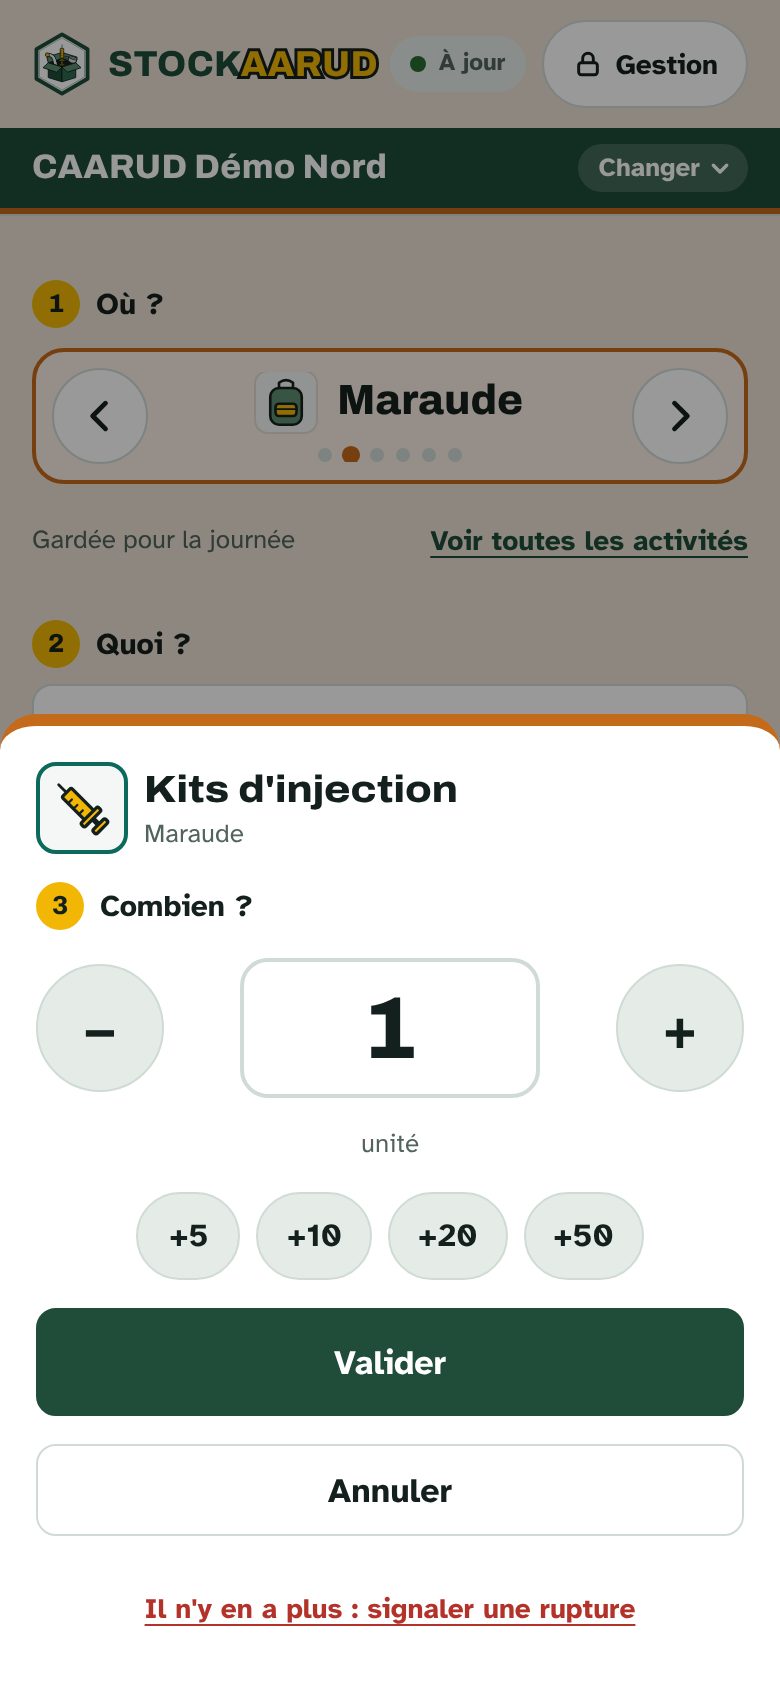 STOCKAARUD
À jour
Gestion
CAARUD Démo Nord
Changer
1 Où ?
Maraude
Gardée pour la journée
Voir toutes les activités
2 Quoi ?
Kits d'injection
Maraude
3 Combien ?
− 1 +
unité
+5 +10 +20 +50
Valider
Annuler
Il n'y en a plus : signaler une rupture